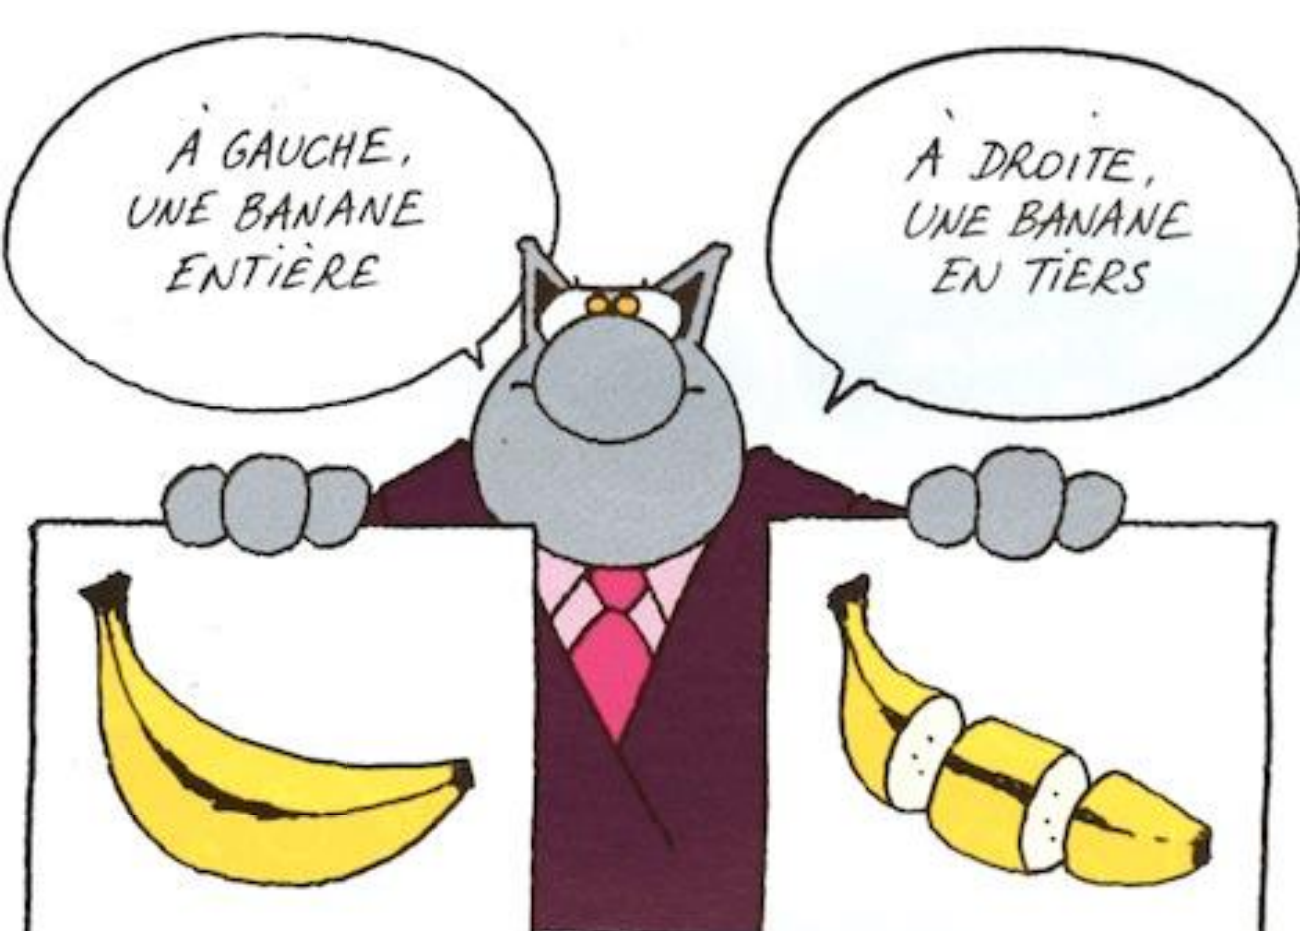 À GAUCHE,
UNE BANANE
ENTIÈRE
À DROITE,
UNE BANANE
EN TIERS